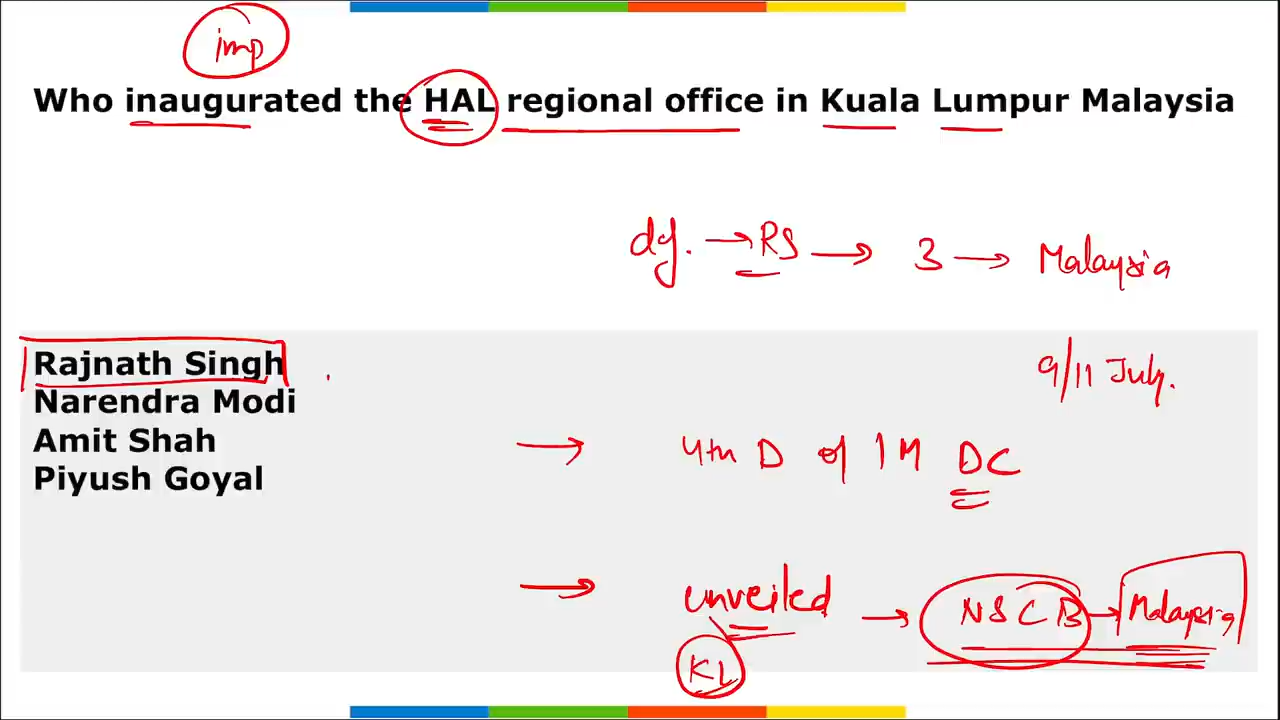 imp
Who inaugurated the HAL regional office in Kuala Lumpur Malaysia
dy. → RS → 3 → Malaysia
Rajnath Singh
9/11 July.
Narendra Modi
Amit Shah
→ 4th D of IM DC
Piyush Goyal
→ unveiled → NSCB → Malaysia
KL